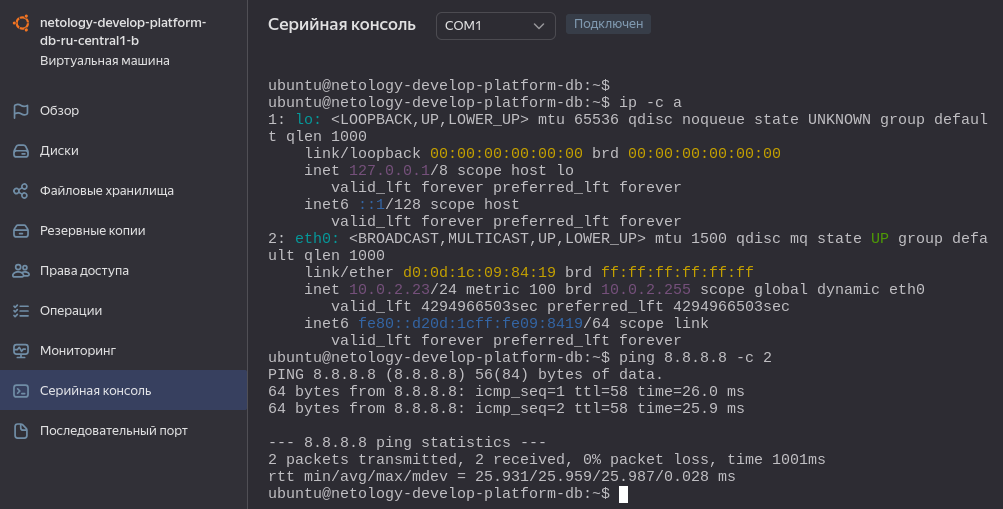 netology-develop-platform-
db-ru-central1-b
Виртуальная машина
Обзор
Диски
Файловые хранилища
Резервные копии
Права доступа
Операции
Мониторинг
Серийная консоль
Последовательный порт
Серийная консоль COM1 Подключен
ubuntu@netology-develop-platform-db:~$
ubuntu@netology-develop-platform-db:~$ ip -c a
1: lo: <LOOPBACK,UP,LOWER_UP> mtu 65536 qdisc noqueue state UNKNOWN group defaul
t qlen 1000
    link/loopback 00:00:00:00:00:00 brd 00:00:00:00:00:00
    inet 127.0.0.1/8 scope host lo
       valid_lft forever preferred_lft forever
    inet6 ::1/128 scope host
       valid_lft forever preferred_lft forever
2: eth0: <BROADCAST,MULTICAST,UP,LOWER_UP> mtu 1500 qdisc mq state UP group defa
ult qlen 1000
    link/ether d0:0d:1c:09:84:19 brd ff:ff:ff:ff:ff:ff
    inet 10.0.2.23/24 metric 100 brd 10.0.2.255 scope global dynamic eth0
       valid_lft 4294966503sec preferred_lft 4294966503sec
    inet6 fe80::d20d:1cff:fe09:8419/64 scope link
       valid_lft forever preferred_lft forever
ubuntu@netology-develop-platform-db:~$ ping 8.8.8.8 -c 2
PING 8.8.8.8 (8.8.8.8) 56(84) bytes of data.
64 bytes from 8.8.8.8: icmp_seq=1 ttl=58 time=26.0 ms
64 bytes from 8.8.8.8: icmp_seq=2 ttl=58 time=25.9 ms
--- 8.8.8.8 ping statistics ---
2 packets transmitted, 2 received, 0% packet loss, time 1001ms
rtt min/avg/max/mdev = 25.931/25.959/25.987/0.028 ms
ubuntu@netology-develop-platform-db:~$